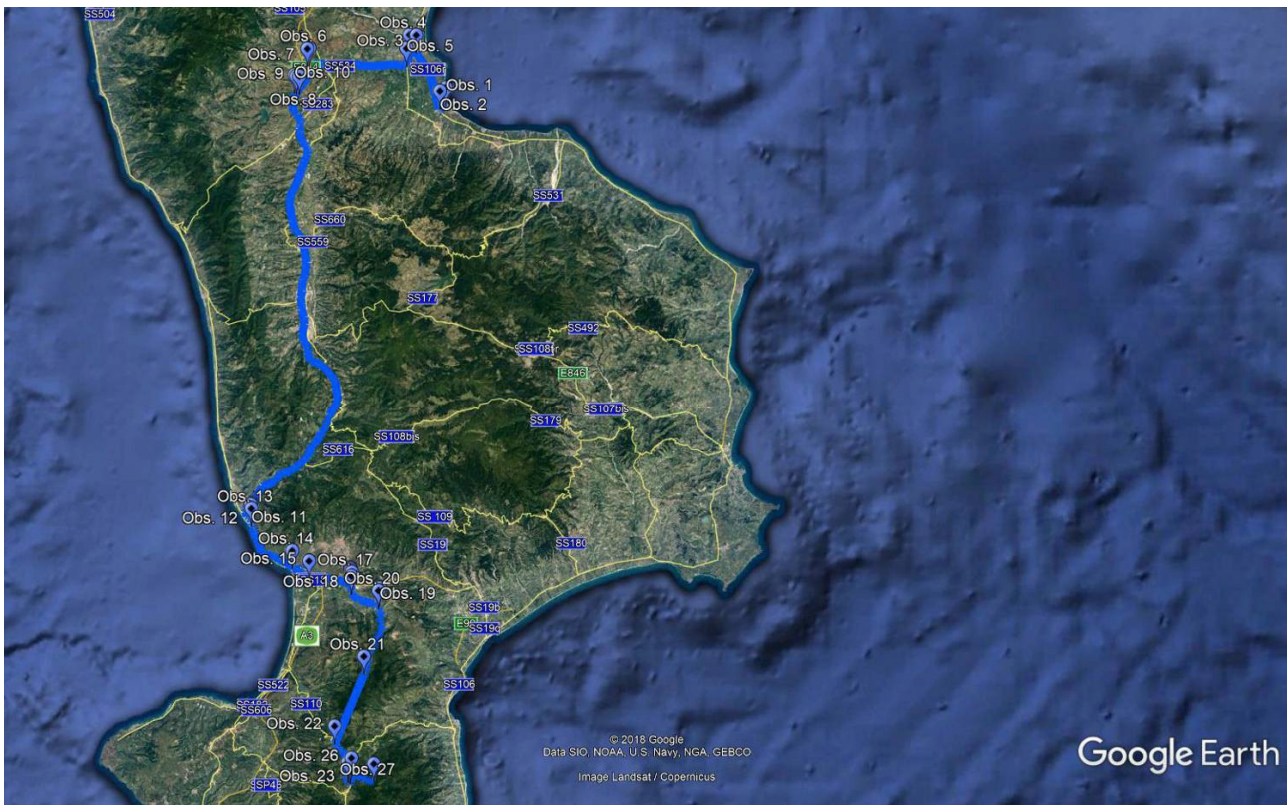 SS504
Obs. 4
Obs. 6
Obs. 3
Obs. 5
Obs. 7
SS534
SS106r
Obs. 9
Obs. 10
Obs. 1
Obs. 8
SS283
Obs. 2
SS531
SS660
SS559
SS177
SS492
E846
SS107bis
SS179
SS108bis
SS616
Obs. 13
Obs. 12
Obs. 11
SS 109
Obs. 14
SS19
SS180
Obs. 15
Obs. 17
Obs. 18
Obs. 20
Obs. 19
SS19b
A3
SS19d
Obs. 21
SS522
SS106
SS110
SS606
Obs. 22
Obs. 26
Obs. 23
Obs. 27
© 2018 Google
Data SIO, NOAA, U.S. Navy, NGA, GEBCO
Image Landsat / Copernicus
Google Earth